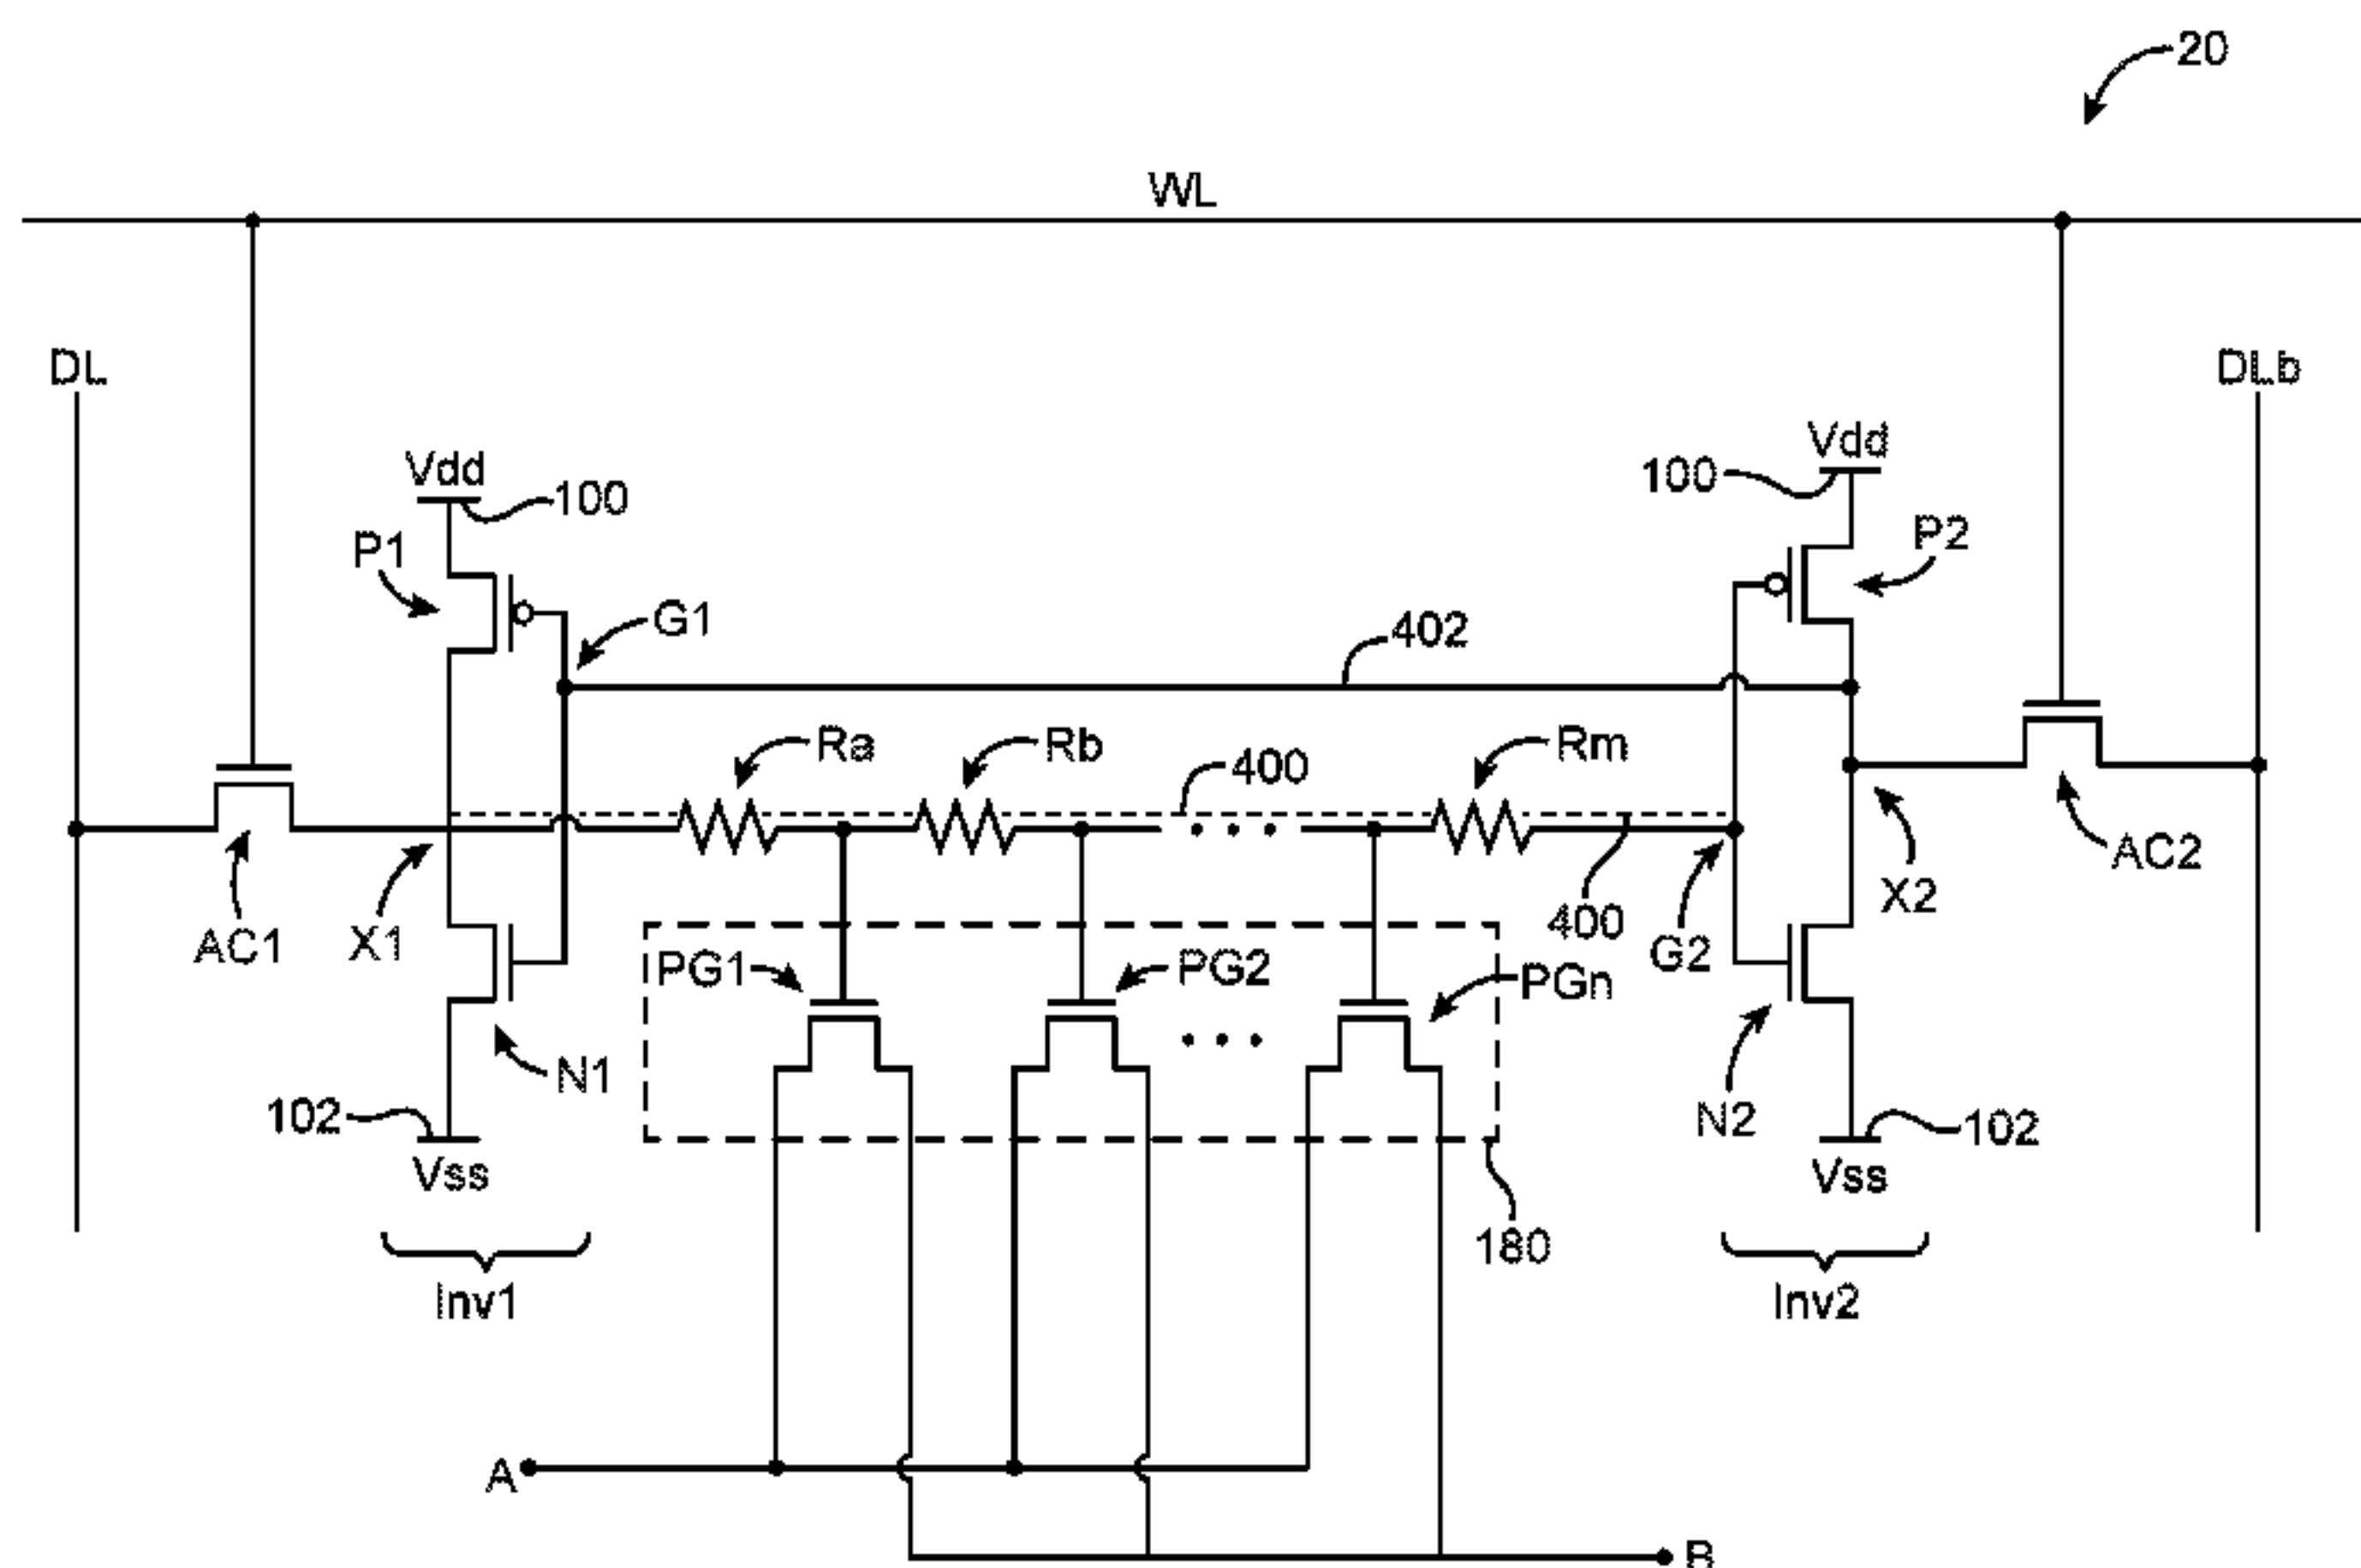 20
WL
DL
DLb
Vdd
100
P1
G1
402
100
Vdd
P2
Ra
Rb
400
Rm
AC1
X1
PG1
PG2
PGn
400
G2
X2
AC2
N1
102
Vss
N2
102
Vss
180
Inv1
Inv2
A
B